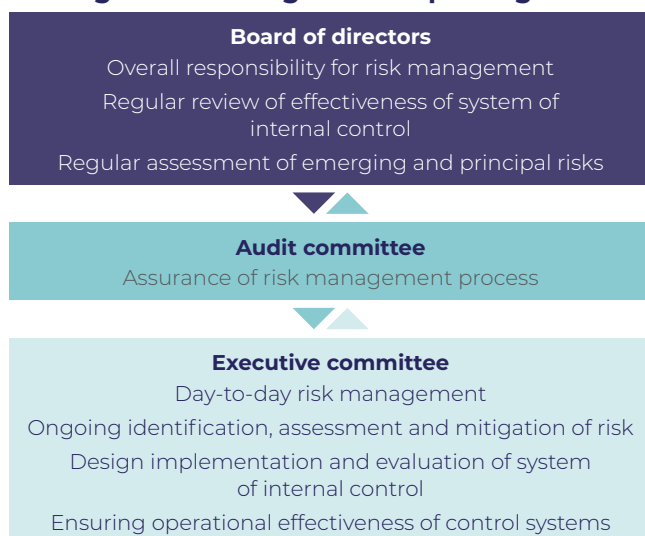 Board of directors
Overall responsibility for risk management
Regular review of effectiveness of system of
internal control
Regular assessment of emerging and principal risks
Audit committee
Assurance of risk management process
Executive committee
Day-to-day risk management
Ongoing identification, assessment and mitigation of risk
Design implementation and evaluation of system
of internal control
Ensuring operational effectiveness of control systems